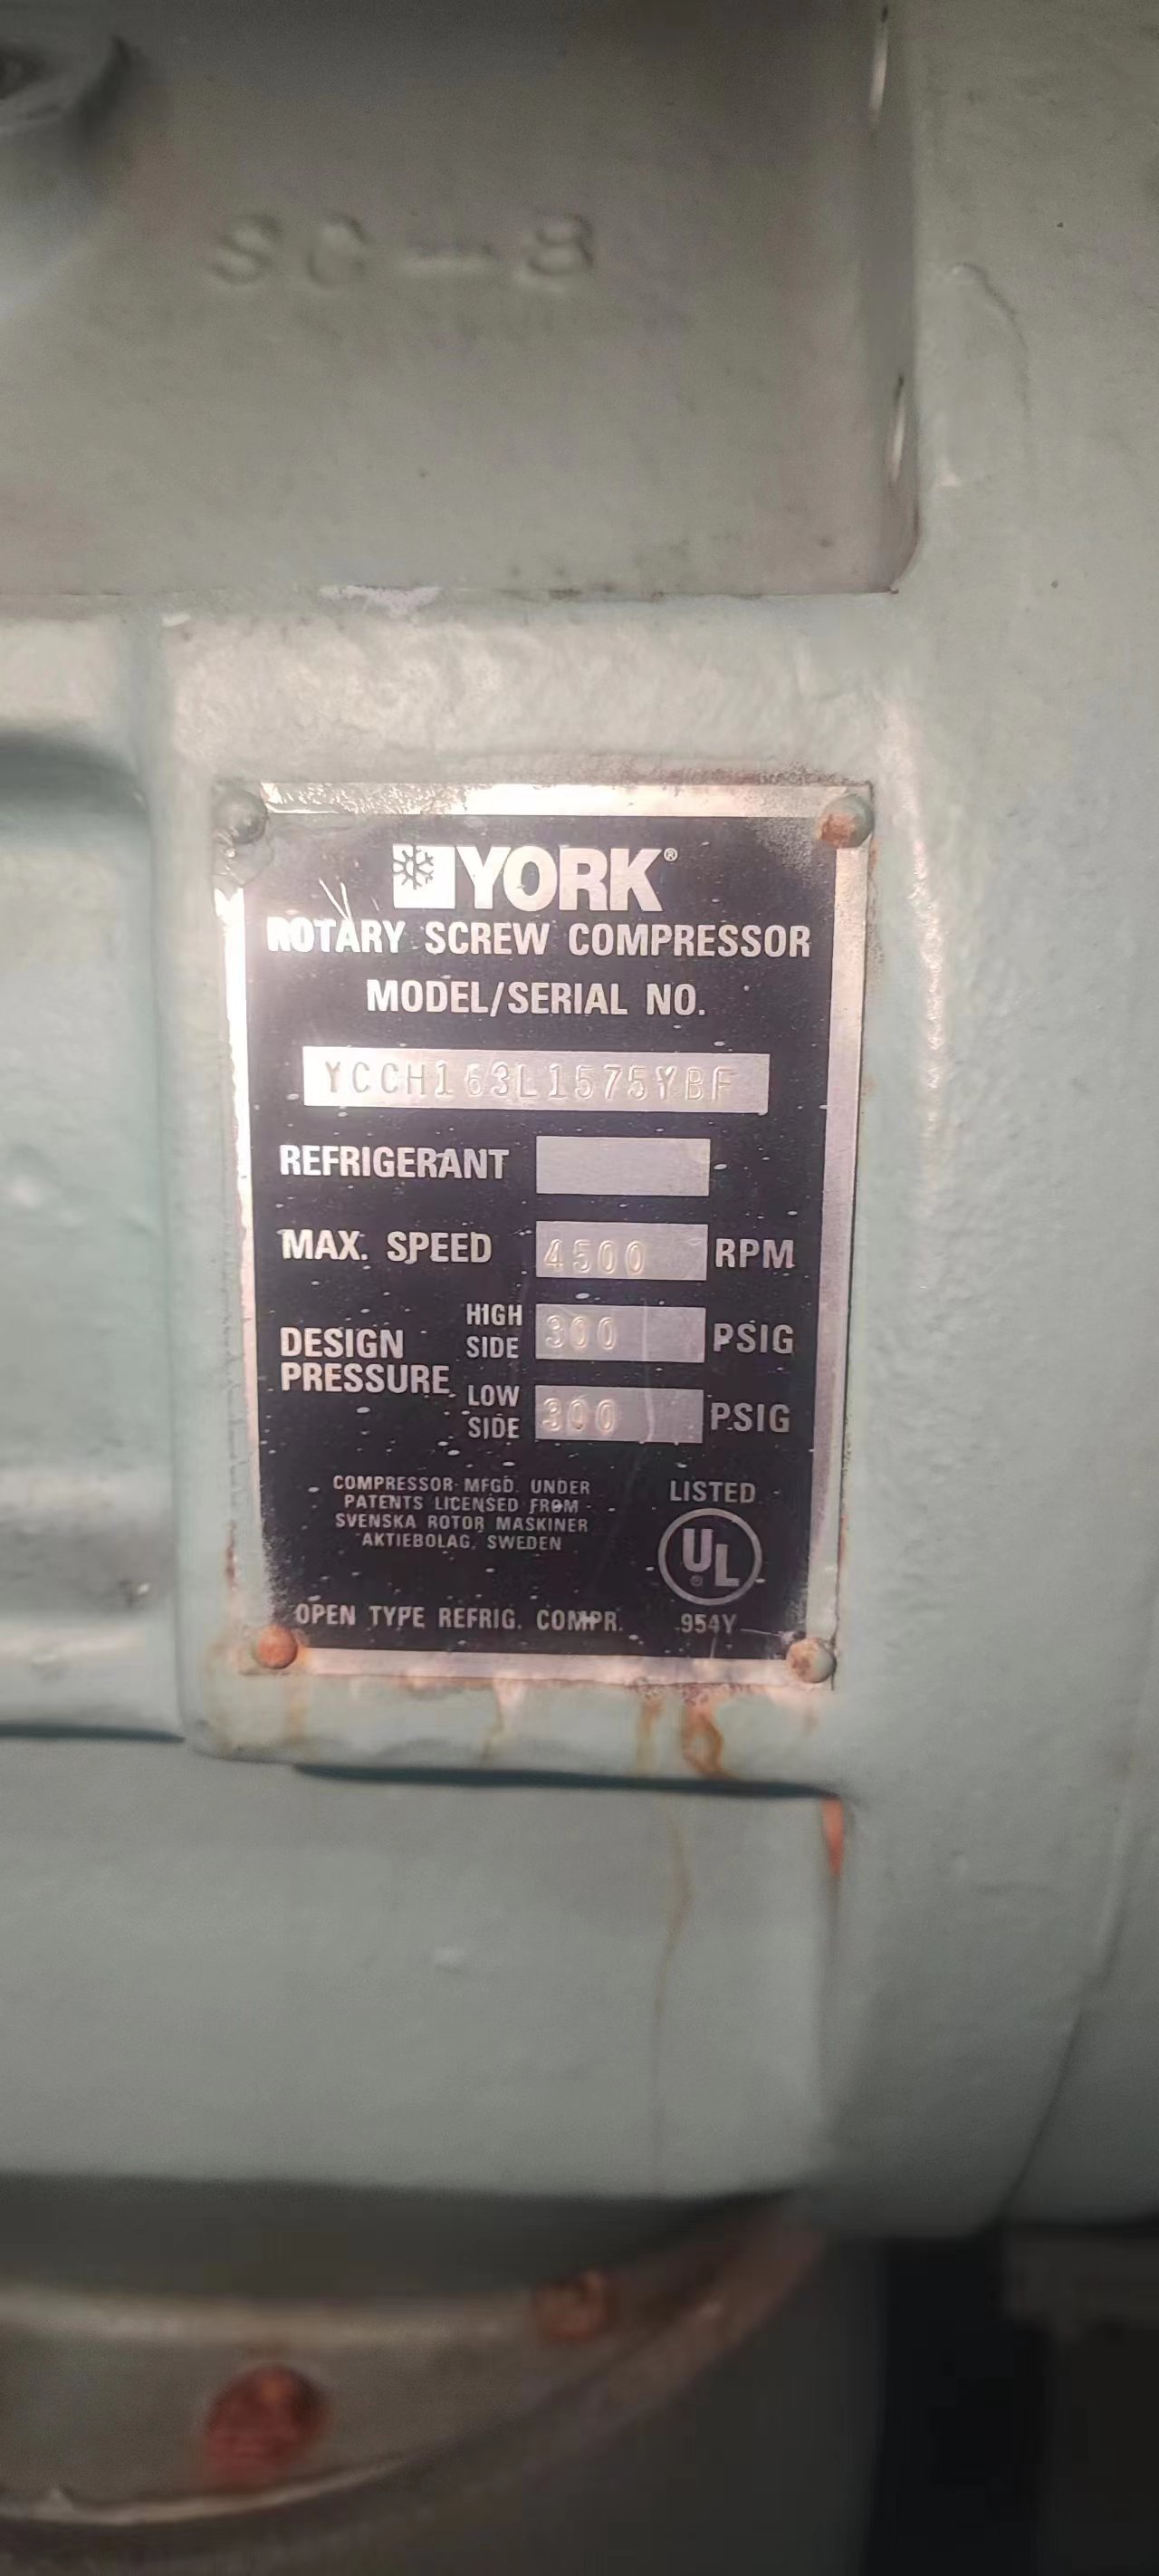 SC-8
YORK®
ROTARY SCREW COMPRESSOR
MODEL/SERIAL NO.
YCCH163L1575YBF
REFRIGERANT
MAX. SPEED 4500 RPM
DESIGN PRESSURE HIGH SIDE 300 PSIG
LOW SIDE 300 PSIG
COMPRESSOR MFGD. UNDER
PATENTS LICENSED FROM
SVENSKA ROTOR MASKINER
AKTIEBOLAG, SWEDEN
LISTED
UL®
OPEN TYPE REFRIG. COMPR. 954Y